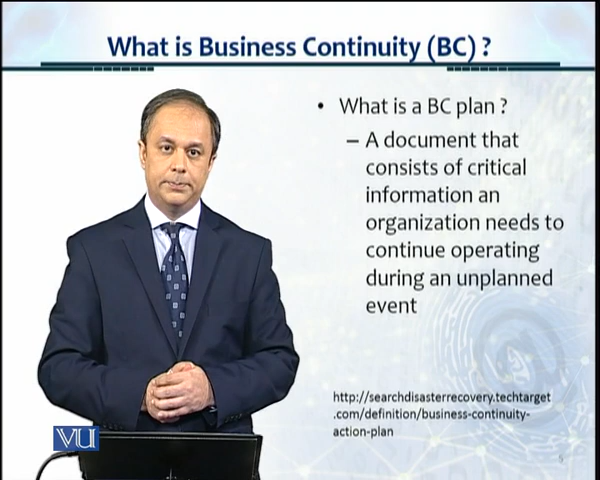 What is Business Continuity (BC) ?
• What is a BC plan ?
– A document that
consists of critical
information an
organization needs to
continue operating
during an unplanned
event
http://searchdisasterrecovery.techtarget
.com/definition/business-continuity-
action-plan
VU